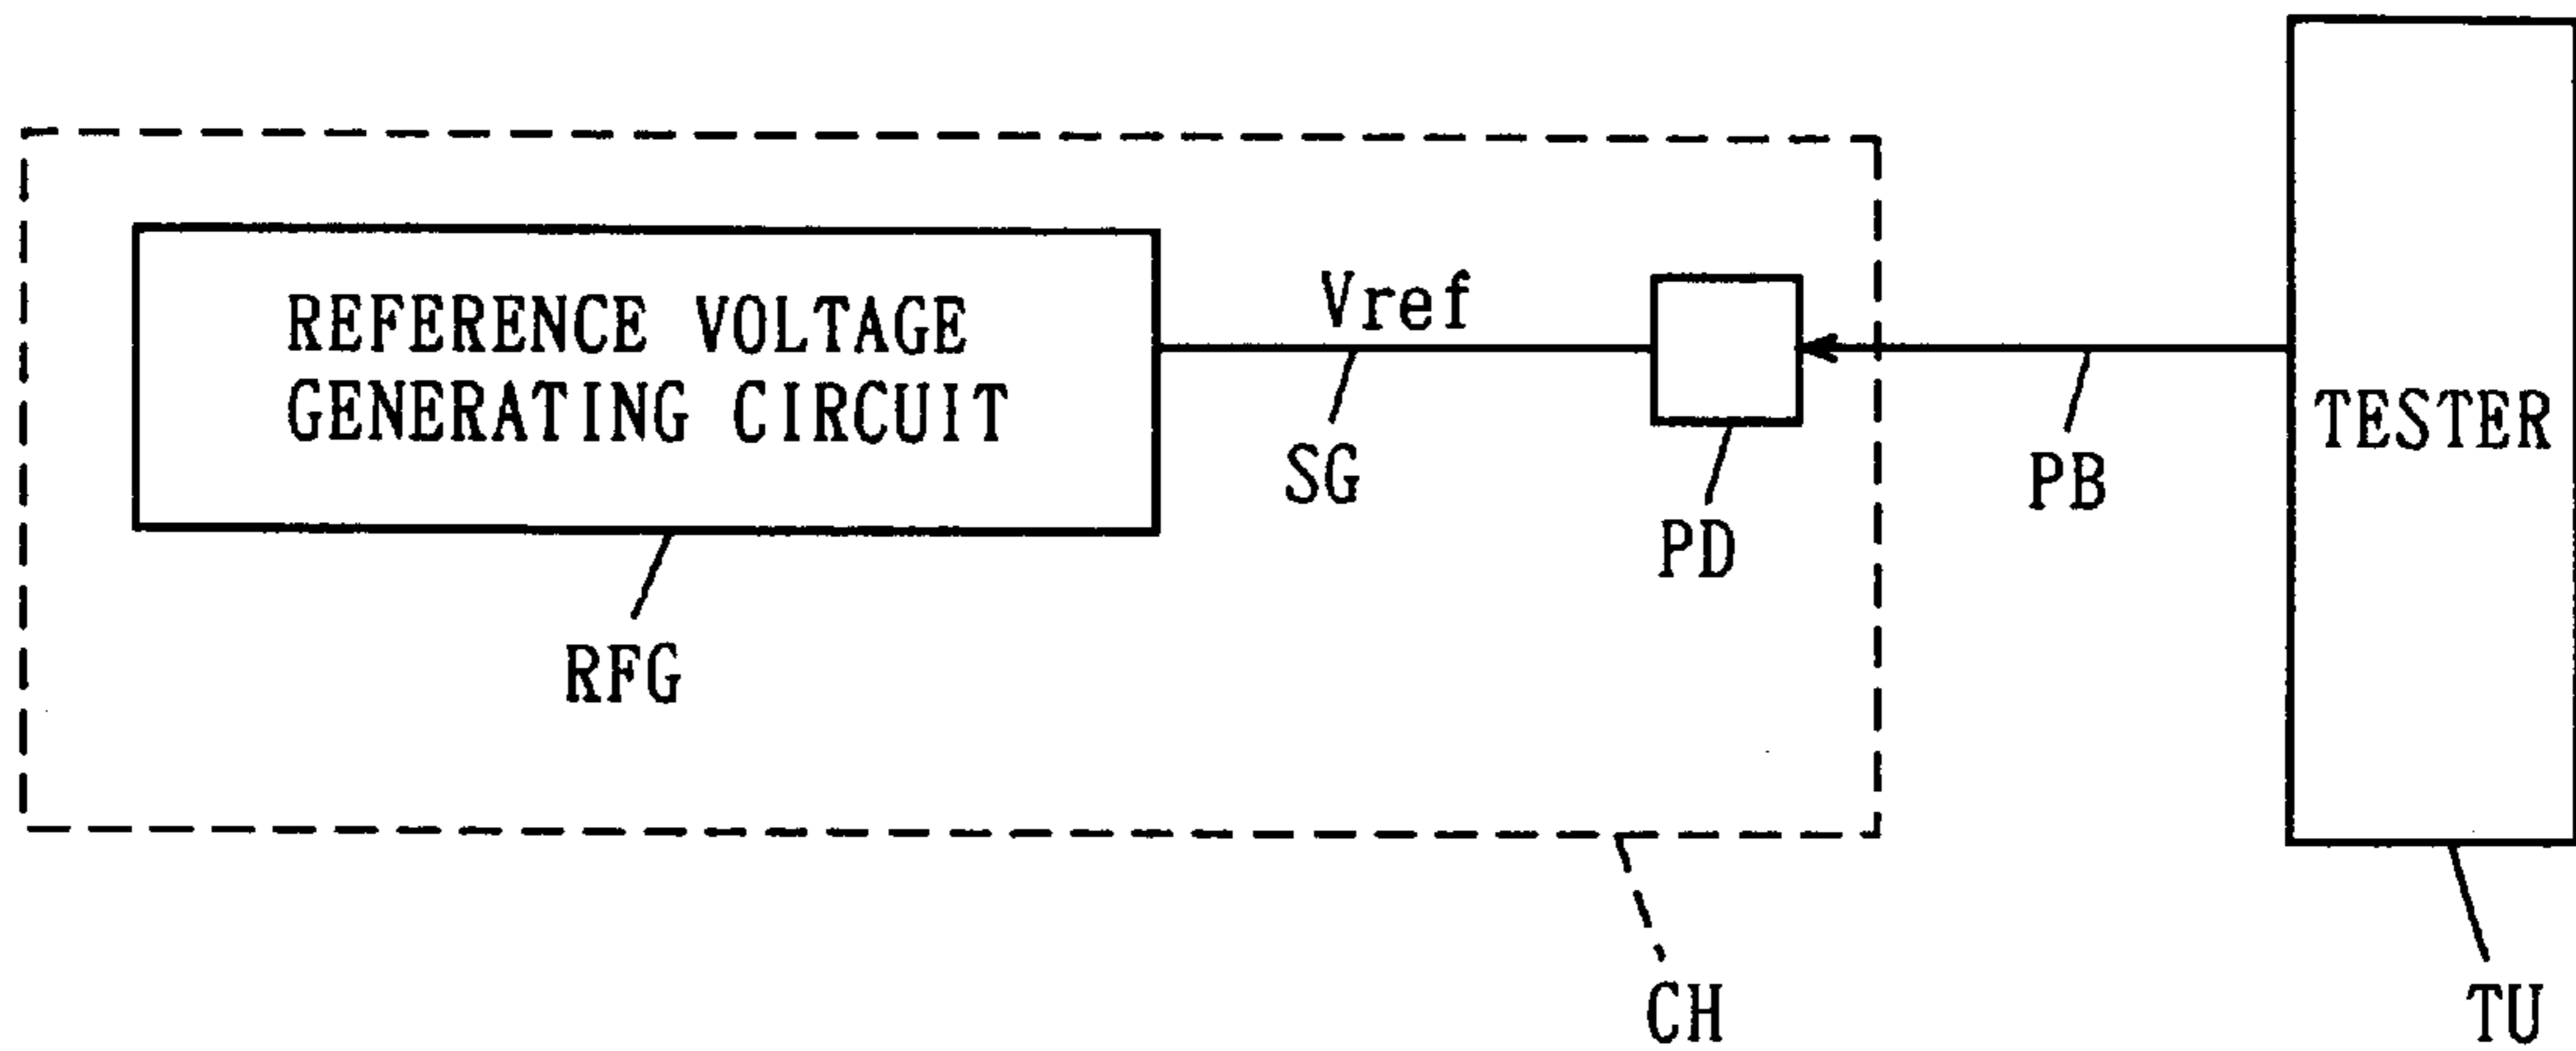 REFERENCE VOLTAGE
GENERATING CIRCUIT
RFG
Vref
SG
PD
PB
TESTER
CH
TU